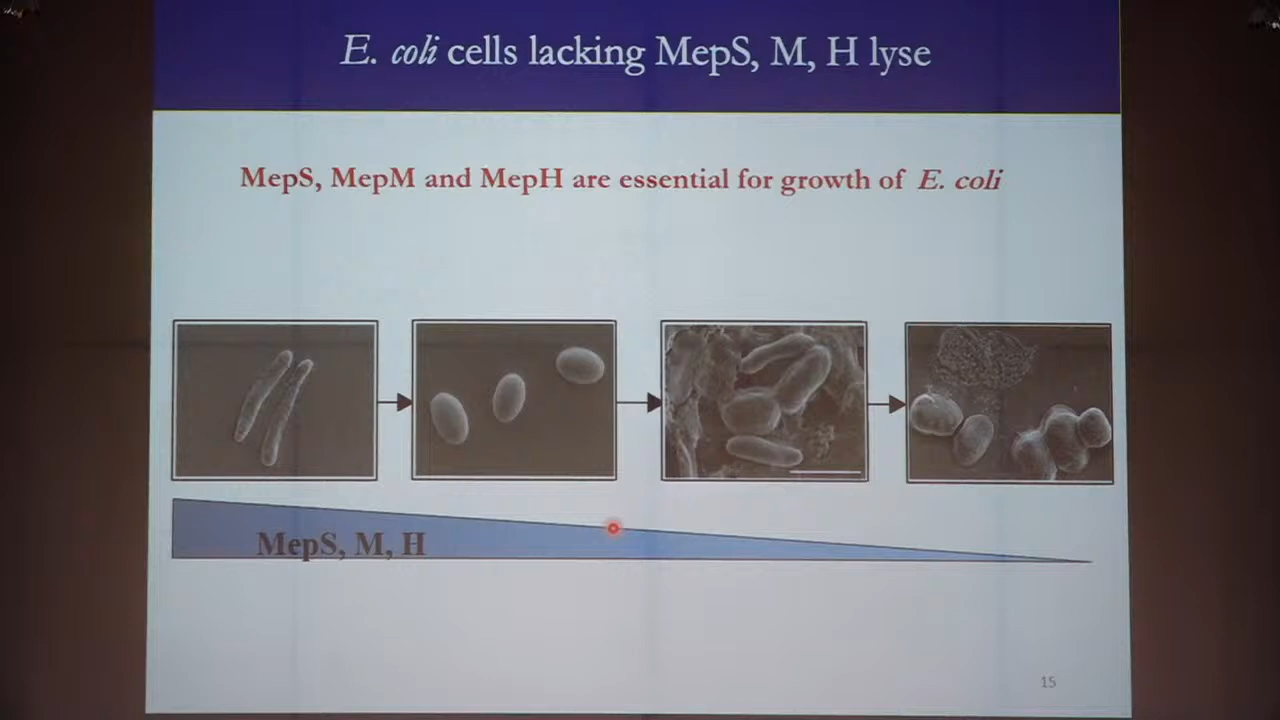 E. coli cells lacking MepS, M, H lyse
MepS, MepM and MepH are essential for growth of E. coli
MepS, M, H
15